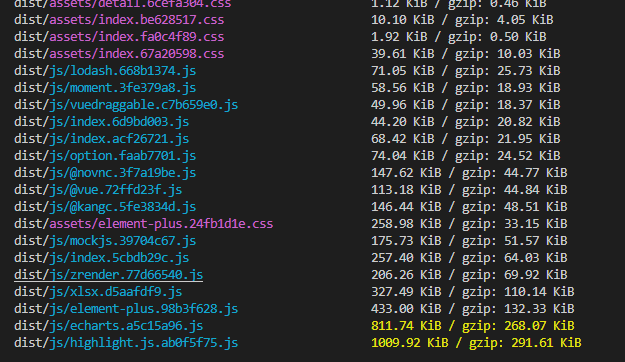 dist/assets/detail.6cefa304.css 1.12 KiB / gzip: 0.46 KiB
dist/assets/index.be628517.css 10.10 KiB / gzip: 4.05 KiB
dist/assets/index.fa0c4f89.css 1.92 KiB / gzip: 0.50 KiB
dist/assets/index.67a20598.css 39.61 KiB / gzip: 10.03 KiB
dist/js/lodash.668b1374.js 71.05 KiB / gzip: 25.73 KiB
dist/js/moment.3fe379a8.js 58.56 KiB / gzip: 18.93 KiB
dist/js/vuedraggable.c7b659e0.js 49.96 KiB / gzip: 18.37 KiB
dist/js/index.6d9bd003.js 44.20 KiB / gzip: 20.82 KiB
dist/js/index.acf26721.js 68.42 KiB / gzip: 21.95 KiB
dist/js/option.faab7701.js 74.04 KiB / gzip: 24.52 KiB
dist/js/@novnc.3f7a19be.js 147.62 KiB / gzip: 44.77 KiB
dist/js/@vue.72ffd23f.js 113.18 KiB / gzip: 44.84 KiB
dist/js/@kangc.5fe3834d.js 146.44 KiB / gzip: 48.51 KiB
dist/assets/element-plus.24fb1d1e.css 258.98 KiB / gzip: 33.15 KiB
dist/js/mockjs.39704c67.js 175.73 KiB / gzip: 51.57 KiB
dist/js/index.5cbdb29c.js 257.40 KiB / gzip: 64.03 KiB
dist/js/zrender.77d66540.js 206.26 KiB / gzip: 69.92 KiB
dist/js/xlsx.d5aafdf9.js 327.49 KiB / gzip: 110.14 KiB
dist/js/element-plus.98b3f628.js 433.00 KiB / gzip: 132.33 KiB
dist/js/echarts.a5c15a96.js 811.74 KiB / gzip: 268.07 KiB
dist/js/highlight.js.ab0f5f75.js 1009.92 KiB / gzip: 291.61 KiB